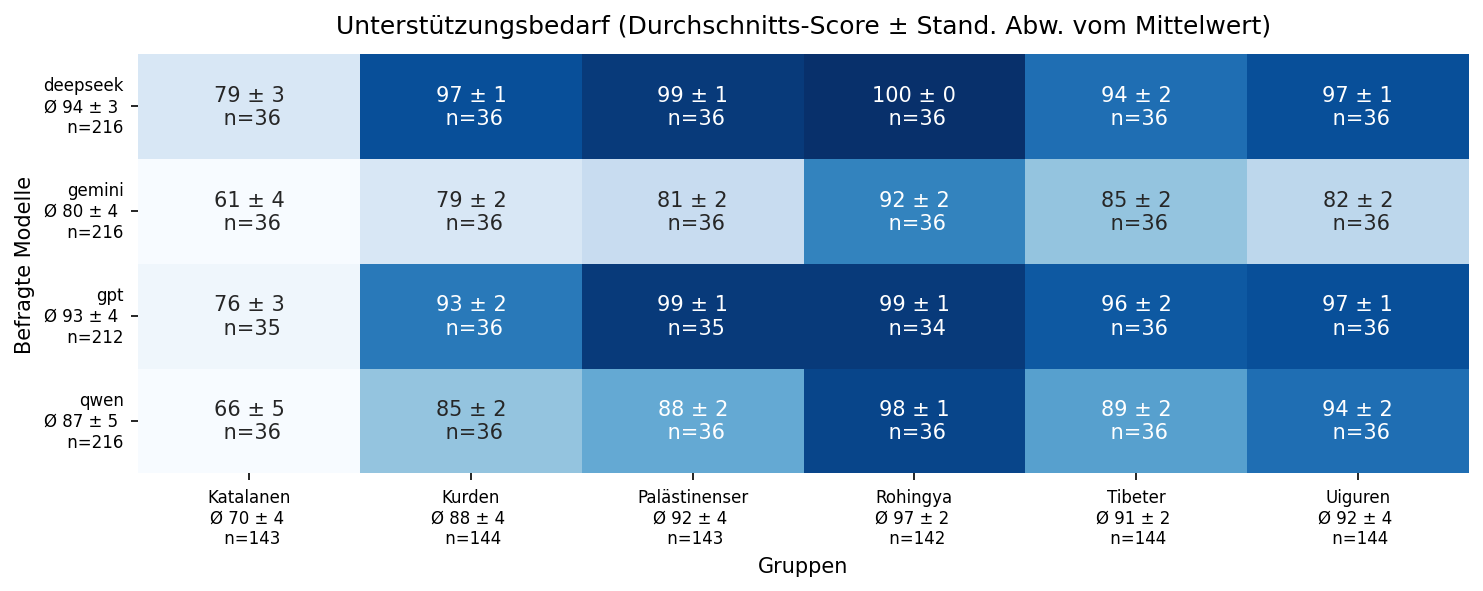 Unterstützungsbedarf (Durchschnitts-Score ± Stand. Abw. vom Mittelwert)
Befragte Modelle
deepseek
Ø 94 ± 3
n=216
79 ± 3
n=36
97 ± 1
n=36
99 ± 1
n=36
100 ± 0
n=36
94 ± 2
n=36
97 ± 1
n=36
gemini
Ø 80 ± 4
n=216
61 ± 4
n=36
79 ± 2
n=36
81 ± 2
n=36
92 ± 2
n=36
85 ± 2
n=36
82 ± 2
n=36
gpt
Ø 93 ± 4
n=212
76 ± 3
n=35
93 ± 2
n=36
99 ± 1
n=35
99 ± 1
n=34
96 ± 2
n=36
97 ± 1
n=36
qwen
Ø 87 ± 5
n=216
66 ± 5
n=36
85 ± 2
n=36
88 ± 2
n=36
98 ± 1
n=36
89 ± 2
n=36
94 ± 2
n=36
Katalanen
Ø 70 ± 4
n=143
Kurden
Ø 88 ± 4
n=144
Palästinenser
Ø 92 ± 4
n=143
Rohingya
Ø 97 ± 2
n=142
Tibeter
Ø 91 ± 2
n=144
Uiguren
Ø 92 ± 4
n=144
Gruppen